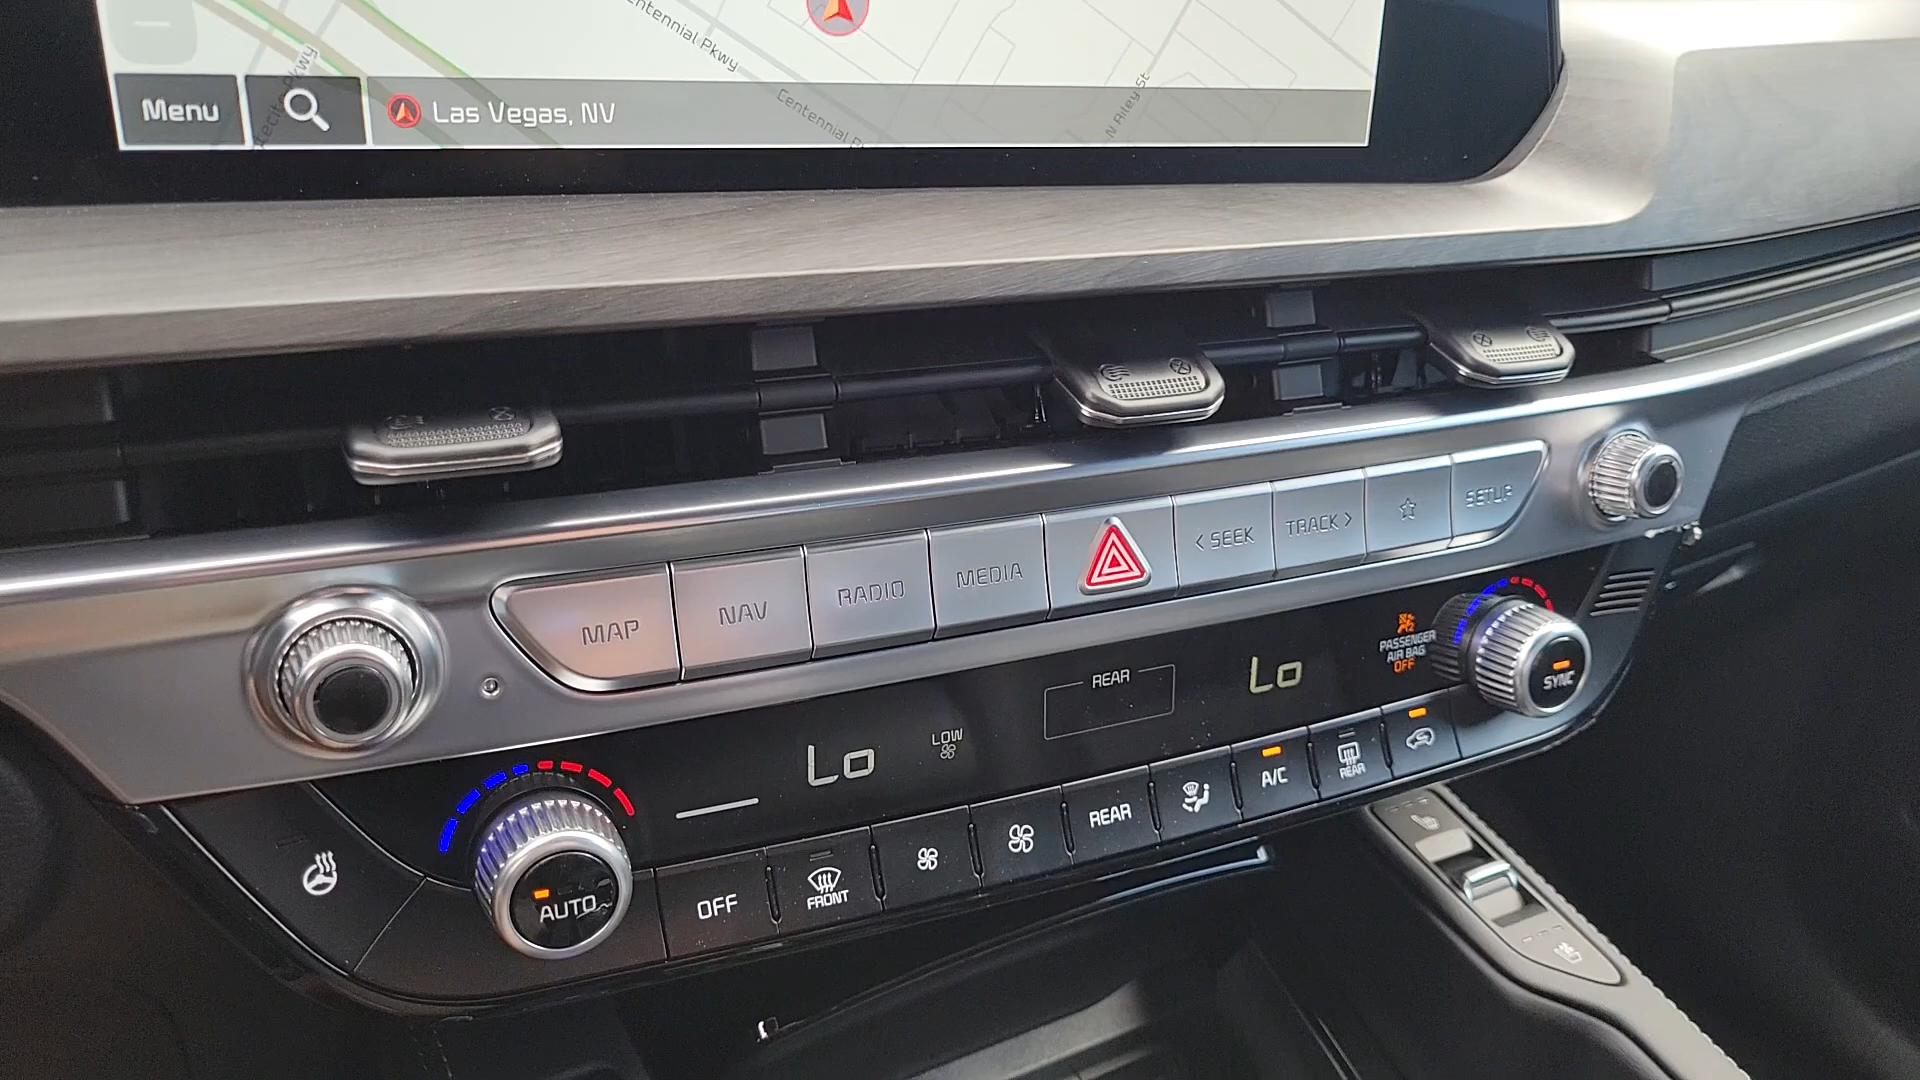 Centennial Pkwy
Centennial P
N Riley St
Menu
Las Vegas, NV
MAP
NAV
RADIO
MEDIA
< SEEK
TRACK >
SETUP
Lo
LOW
REAR
Lo
PASSENGER
AIR BAG
OFF
SYNC
AUTO
OFF
FRONT
REAR
A/C
REAR